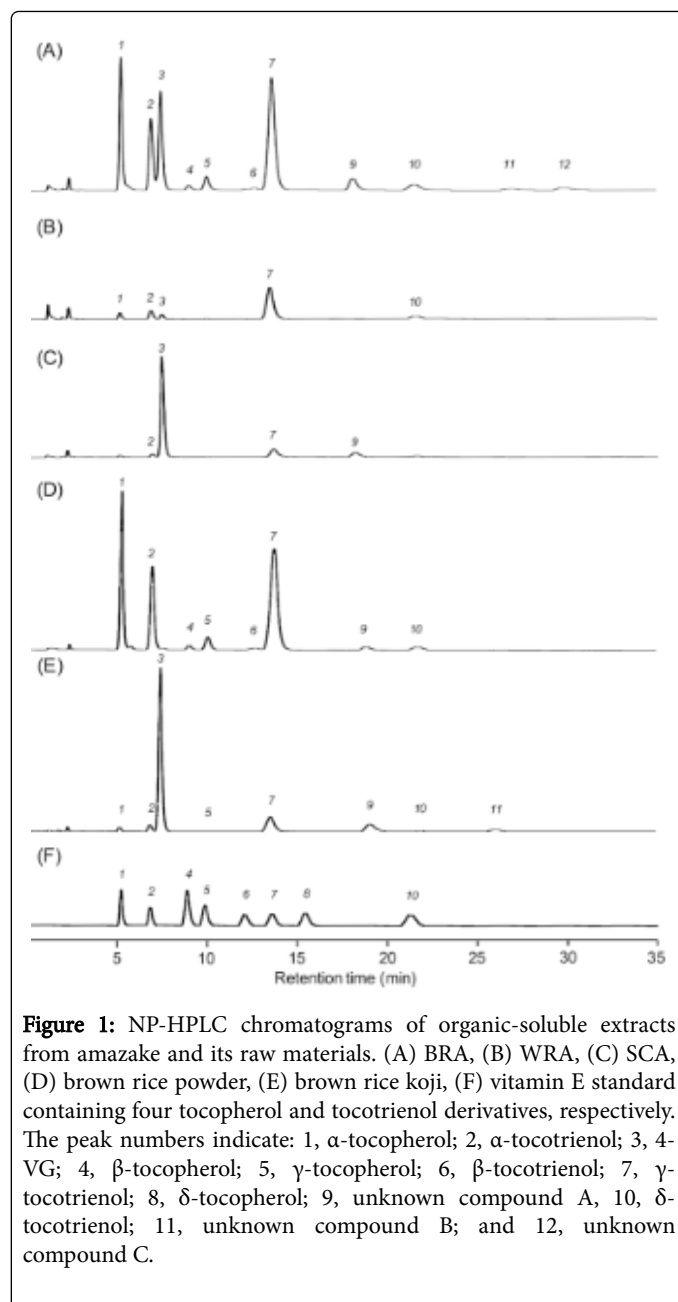 (A)
1
2
3
4
5
6
7
9
10
11
12
(B)
1
2
3
7
10
(C)
2
3
7
9
(D)
1
2
4
5
6
7
9
10
(E)
1
2
3
5
7
9
10
11
(F)
1
2
4
5
6
7
8
10
5 10 15 20 25 30 35
Retention time (min)
Figure 1: NP-HPLC chromatograms of organic-soluble extracts
from amazake and its raw materials. (A) BRA, (B) WRA, (C) SCA,
(D) brown rice powder, (E) brown rice koji, (F) vitamin E standard
containing four tocopherol and tocotrienol derivatives, respectively.
The peak numbers indicate: 1, α-tocopherol; 2, α-tocotrienol; 3, 4-
VG; 4, β-tocopherol; 5, γ-tocopherol; 6, β-tocotrienol; 7, γ-
tocotrienol; 8, δ-tocopherol; 9, unknown compound A, 10, δ-
tocotrienol; 11, unknown compound B; and 12, unknown
compound C.